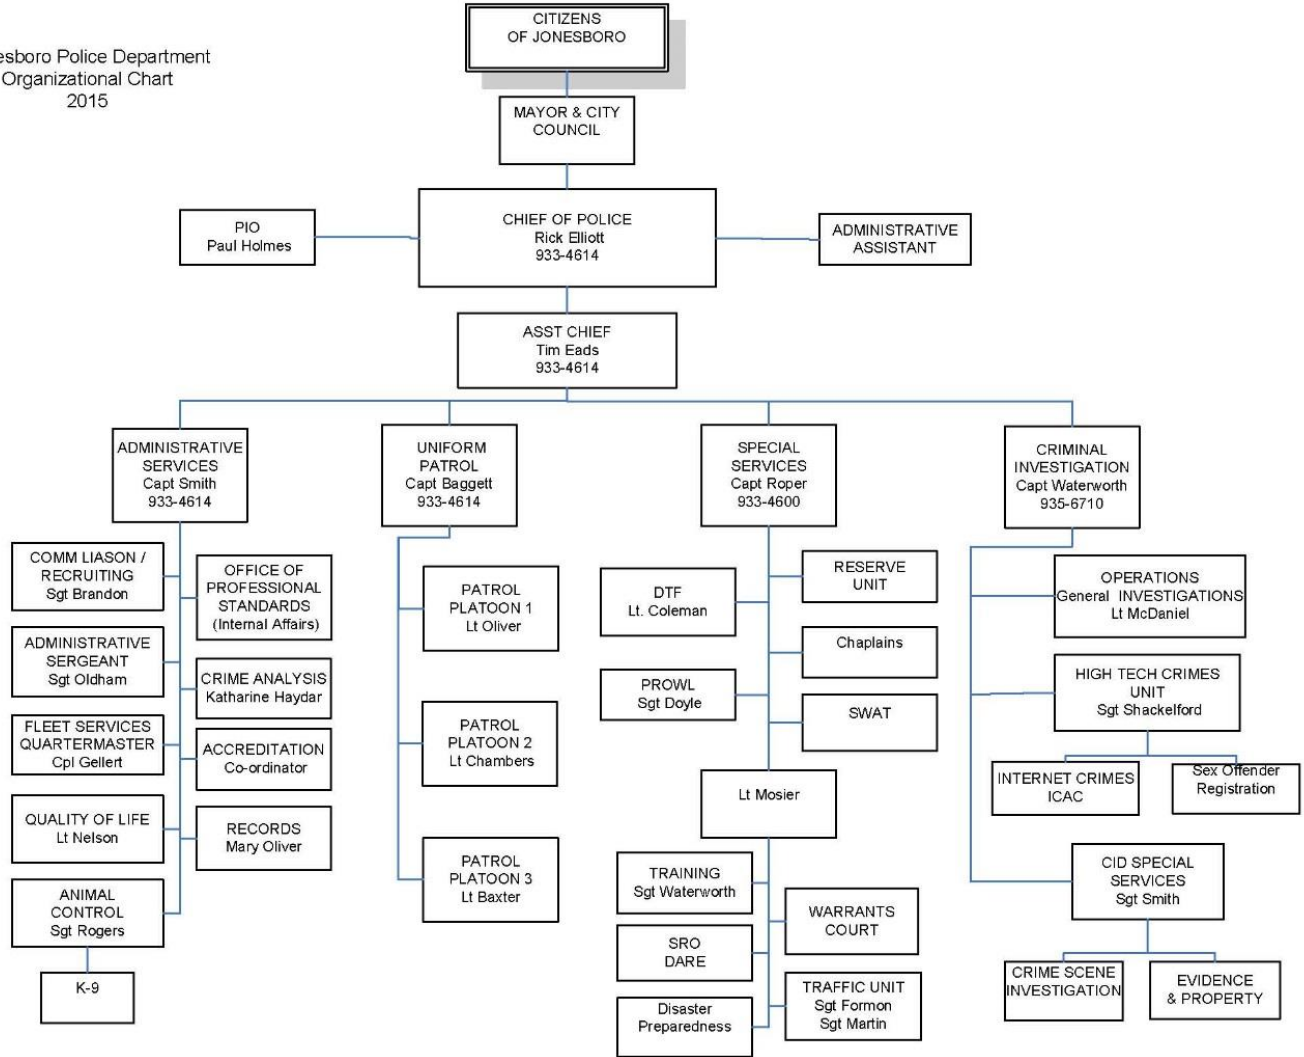 esboro Police Department
Organizational Chart
2015
CITIZENS
OF JONESBORO
MAYOR & CITY
COUNCIL
PIO
Paul Holmes
CHIEF OF POLICE
Rick Elliott
933-4614
ADMINISTRATIVE
ASSISTANT
ASST CHIEF
Tim Eads
933-4614
ADMINISTRATIVE
SERVICES
Capt Smith
933-4614
UNIFORM
PATROL
Capt Baggett
933-4614
SPECIAL
SERVICES
Capt Roper
933-4600
CRIMINAL
INVESTIGATION
Capt Waterworth
935-6710
COMM LIASON /
RECRUITING
Sgt Brandon
OFFICE OF
PROFESSIONAL
STANDARDS
(Internal Affairs)
ADMINISTRATIVE
SERGEANT
Sgt Oldham
CRIME ANALYSIS
Katharine Haydar
FLEET SERVICES
QUARTERMASTER
Cpl Gellert
ACCREDITATION
Co-ordinator
QUALITY OF LIFE
Lt Nelson
RECORDS
Mary Oliver
ANIMAL
CONTROL
Sgt Rogers
K-9
PATROL
PLATOON 1
Lt Oliver
PATROL
PLATOON 2
Lt Chambers
PATROL
PLATOON 3
Lt Baxter
DTF
Lt. Coleman
RESERVE
UNIT
Chaplains
PROWL
Sgt Doyle
SWAT
Lt Mosier
TRAINING
Sgt Waterworth
WARRANTS
COURT
SRO
DARE
TRAFFIC UNIT
Sgt Formon
Sgt Martin
Disaster
Preparedness
OPERATIONS
General INVESTIGATIONS
Lt McDaniel
HIGH TECH CRIMES
UNIT
Sgt Shackelford
INTERNET CRIMES
ICAC
Sex Offender
Registration
CID SPECIAL
SERVICES
Sgt Smith
CRIME SCENE
INVESTIGATION
EVIDENCE
& PROPERTY